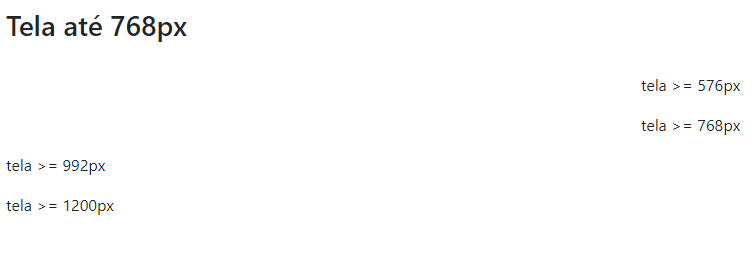 Tela até 768px
tela >= 576px
tela >= 768px
tela >= 992px
tela >= 1200px